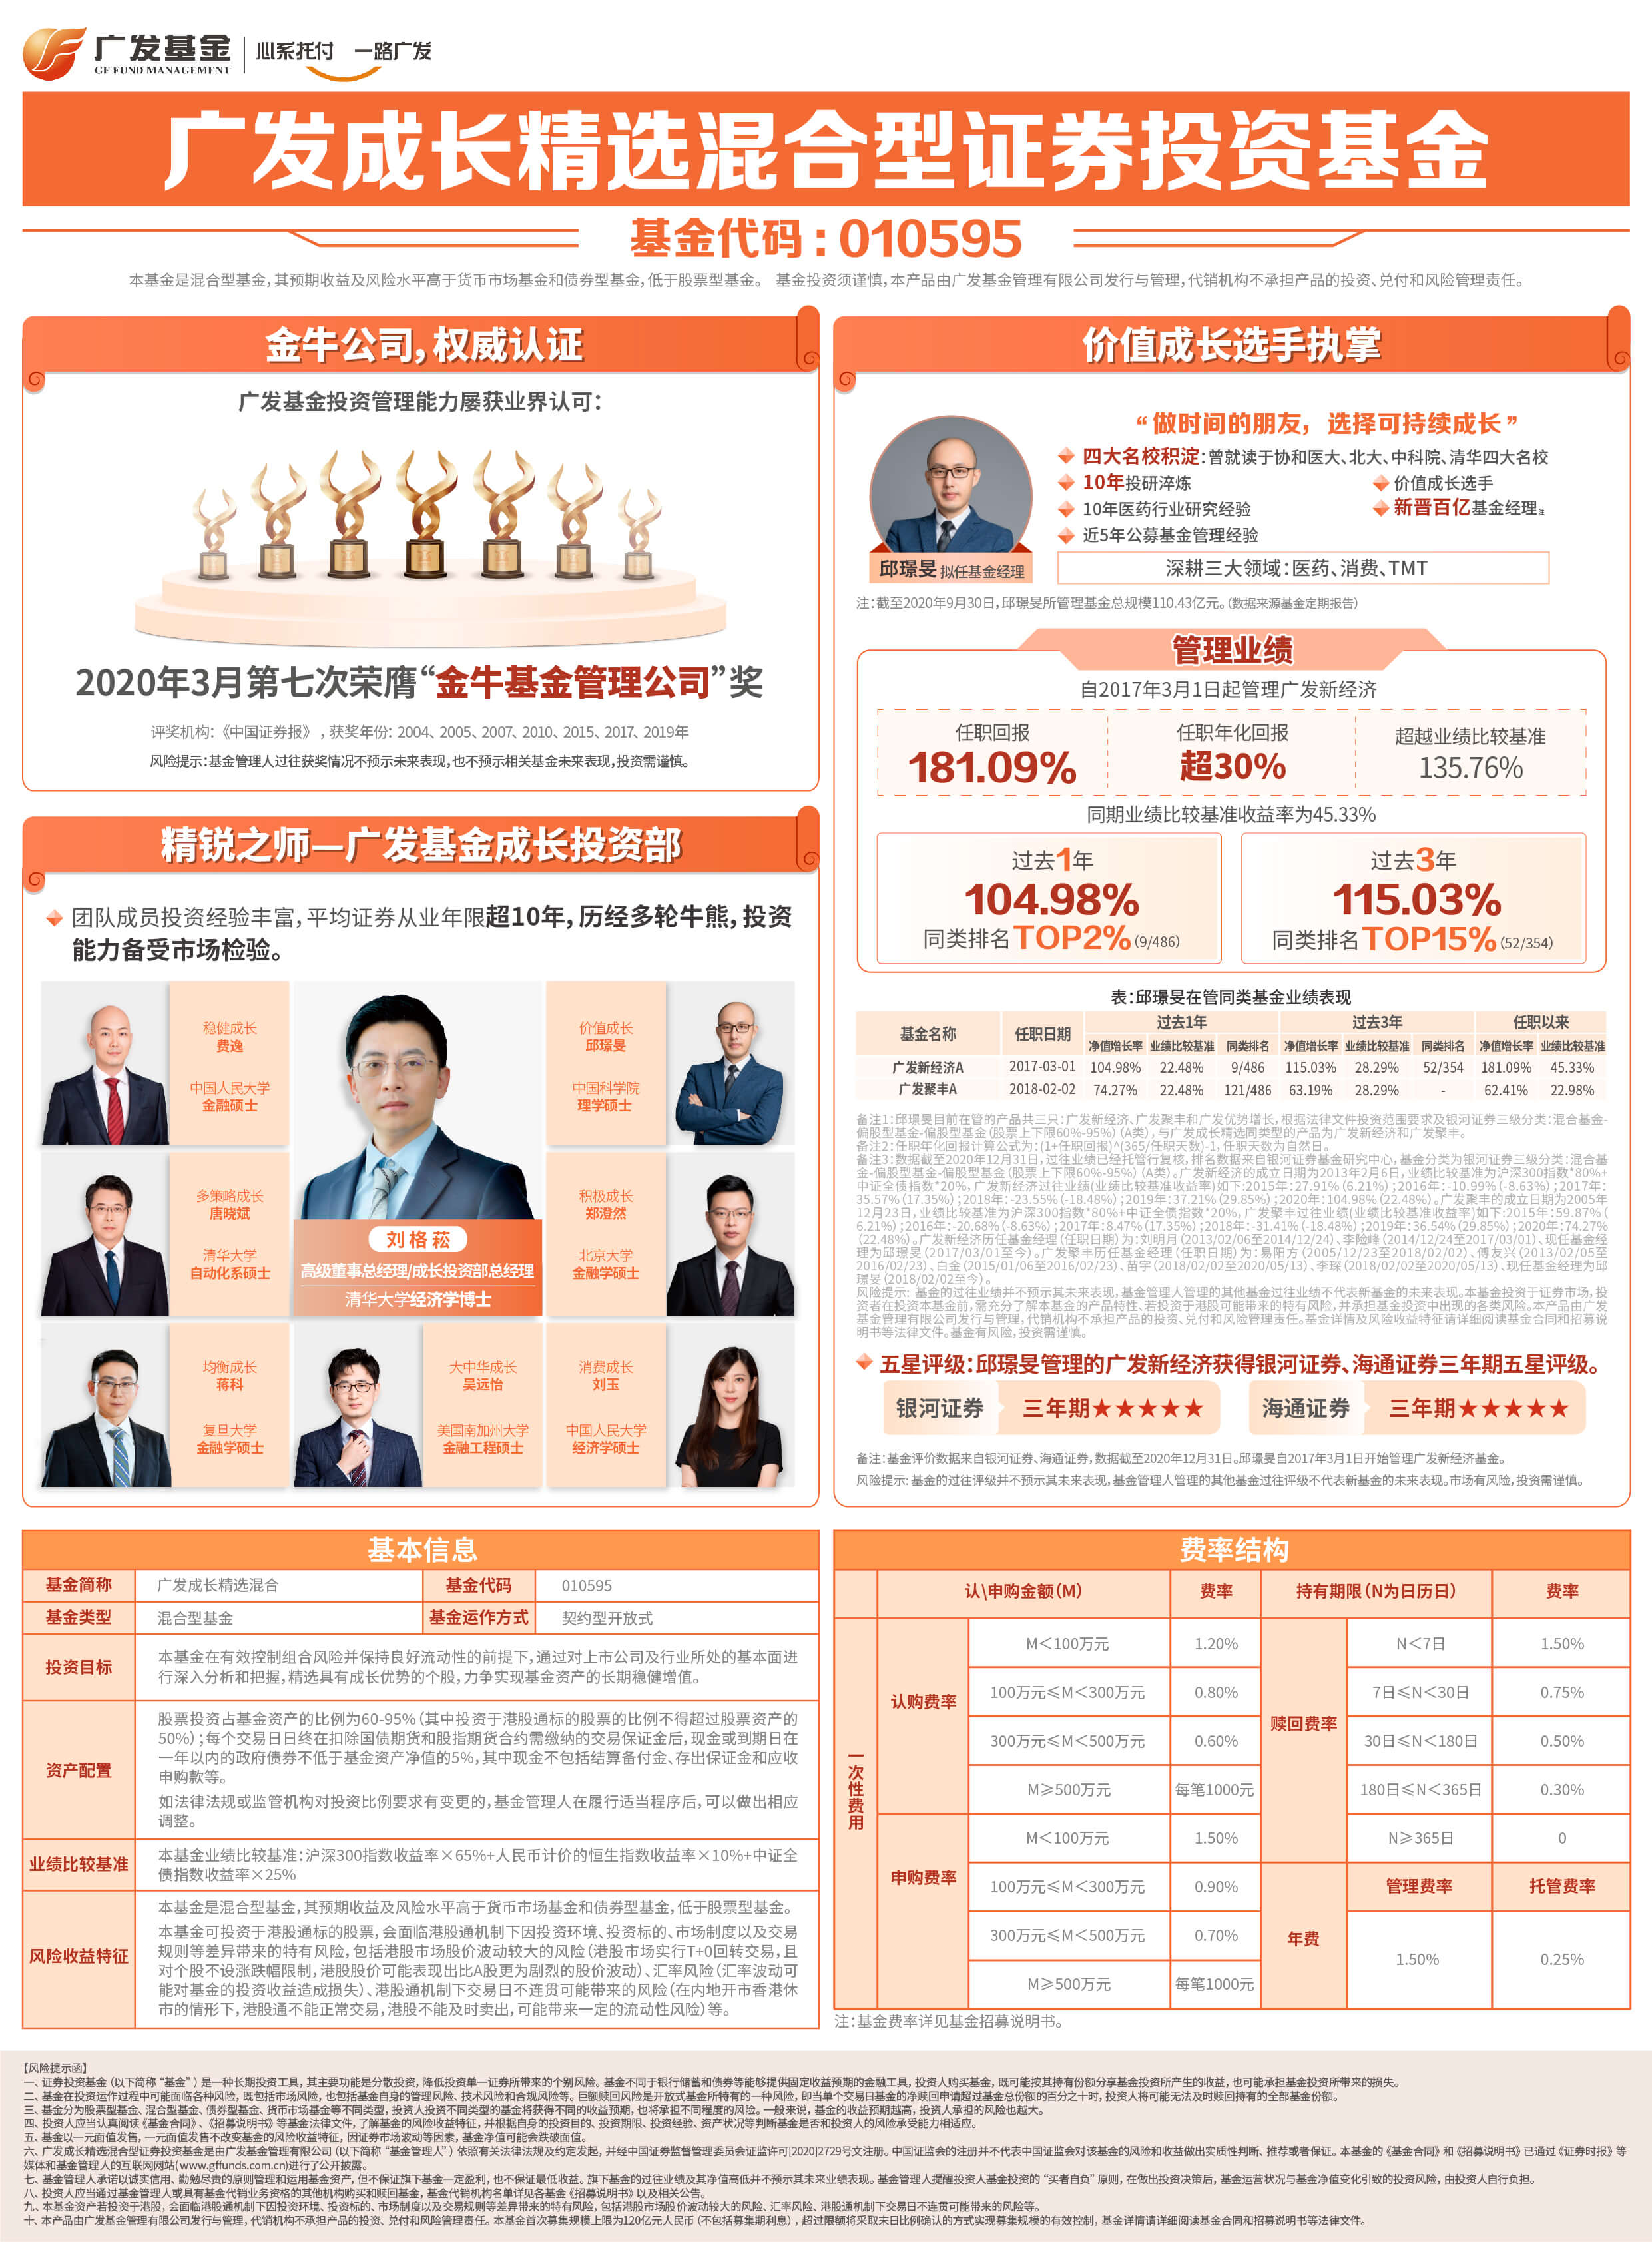 广发基金
GF FUND MANAGEMENT
心系托付 一路广发
广发成长精选混合型证券投资基金
基金代码:010595
本基金是混合型基金,其预期收益及风险水平高于货币市场基金和债券型基金,低于股票型基金。 基金投资须谨慎,本产品由广发基金管理有限公司发行与管理,代销机构不承担产品的投资、兑付和风险管理责任。
金牛公司,权威认证
广发基金投资管理能力屡获业界认可:
2020年3月第七次荣膺“金牛基金管理公司”奖
评奖机构:《中国证券报》,获奖年份:2004、2005、2007、2010、2015、2017、2019年
风险提示:基金管理人过往获奖情况不预示未来表现,也不预示相关基金未来表现,投资需谨慎。
精锐之师—广发基金成长投资部
团队成员投资经验丰富,平均证券从业年限超10年,历经多轮牛熊,投资
能力备受市场检验。
稳健成长
费逸
中国人民大学
金融硕士
价值成长
邱璟旻
中国科学院
理学硕士
多策略成长
唐晓斌
清华大学
自动化系硕士
刘格菘
高级董事总经理/成长投资部总经理
清华大学经济学博士
积极成长
郑澄然
北京大学
金融学硕士
均衡成长
蒋科
复旦大学
金融学硕士
大中华成长
吴远怡
美国南加州大学
金融工程硕士
消费成长
刘玉
中国人民大学
经济学硕士
价值成长选手执掌
“做时间的朋友,选择可持续成长”
四大名校积淀:曾就读于协和医大、北大、中科院、清华四大名校
10年投研淬炼
价值成长选手
10年医药行业研究经验
新晋百亿基金经理注
近5年公募基金管理经验
邱璟旻 拟任基金经理
深耕三大领域:医药、消费、TMT
注:截至2020年9月30日,邱璟旻所管理基金总规模110.43亿元。(数据来源基金定期报告)
管理业绩
自2017年3月1日起管理广发新经济
任职回报 任职年化回报 超越业绩比较基准
181.09% 超30% 135.76%
同期业绩比较基准收益率为45.33%
过去1年
104.98%
同类排名TOP2%(9/486)
过去3年
115.03%
同类排名TOP15%(52/354)
表:邱璟旻在管同类基金业绩表现
基金名称 任职日期 过去1年 过去3年 任职以来
净值增长率 业绩比较基准 同类排名 净值增长率 业绩比较基准 同类排名 净值增长率 业绩比较基准
广发新经济A 2017-03-01 104.98% 22.48% 9/486 115.03% 28.29% 52/354 181.09% 45.33%
广发聚丰A 2018-02-02 74.27% 22.48% 121/486 63.19% 28.29% - 62.41% 22.98%
备注1:邱璟旻目前在管的产品共三只:广发新经济、广发聚丰和广发优势增长,根据法律文件投资范围要求及银河证券三级分类:混合基金-
偏股型基金-偏股型基金(股票上下限60%-95%)(A类),与广发成长精选同类型的产品为广发新经济和广发聚丰。
备注2:任职年化回报计算公式为:(1+任职回报)^(365/任职天数)-1,任职天数为自然日。
备注3:数据截至2020年12月31日,过往业绩已经托管行复核,排名数据来自银河证券基金研究中心,基金分类为银河证券三级分类:混合基
金-偏股型基金-偏股型基金(股票上下限60%-95%)(A类)。广发新经济的成立日期为2013年2月6日,业绩比较基准为沪深300指数*80%+
中证全债指数*20%,广发新经济过往业绩(业绩比较基准收益率)如下:2015年:27.91%(6.21%);2016年:-10.99%(-8.63%);2017年:
35.57%(17.35%);2018年:-23.55%(-18.48%);2019年:37.21%(29.85%);2020年:104.98%(22.48%)。广发聚丰的成立日期为2005年
12月23日,业绩比较基准为沪深300指数*80%+中证全债指数*20%,广发聚丰过往业绩(业绩比较基准收益率)如下:2015年:59.87%(
6.21%);2016年:-20.68%(-8.63%);2017年:8.47%(17.35%);2018年:-31.41%(-18.48%);2019年:36.54%(29.85%);2020年:74.27%
(22.48%)。广发新经济历任基金经理(任职日期)为:刘明月(2013/02/06至2014/12/24)、李险峰(2014/12/24至2017/03/01)、现任基金经
理为邱璟旻(2017/03/01至今)。广发聚丰历任基金经理(任职日期)为:易阳方(2005/12/23至2018/02/02)、傅友兴(2013/02/05至
2016/02/23)、白金(2015/01/06至2016/02/23)、苗宇(2018/02/02至2020/05/13)、李琛(2018/02/02至2020/05/13)、现任基金经理为邱
璟旻(2018/02/02至今)。
风险提示: 基金的过往业绩并不预示其未来表现,基金管理人管理的其他基金过往业绩不代表新基金的未来表现。本基金投资于证券市场,投
资者在投资本基金前,需充分了解本基金的产品特性、若投资于港股可能带来的特有风险,并承担基金投资中出现的各类风险。本产品由广发
基金管理有限公司发行与管理,代销机构不承担产品的投资、兑付和风险管理责任。基金详情及风险收益特征请详细阅读基金合同和招募说
明书等法律文件。基金有风险,投资需谨慎。
五星评级:邱璟旻管理的广发新经济获得银河证券、海通证券三年期五星评级。
银河证券 三年期★★★★★ 海通证券 三年期★★★★★
备注:基金评价数据来自银河证券、海通证券,数据截至2020年12月31日。邱璟旻自2017年3月1日开始管理广发新经济基金。
风险提示: 基金的过往评级并不预示其未来表现,基金管理人管理的其他基金过往评级不代表新基金的未来表现。市场有风险,投资需谨慎。
基本信息
基金简称 广发成长精选混合 基金代码 010595
基金类型 混合型基金 基金运作方式 契约型开放式
投资目标
本基金在有效控制组合风险并保持良好流动性的前提下,通过对上市公司及行业所处的基本面进
行深入分析和把握,精选具有成长优势的个股,力争实现基金资产的长期稳健增值。
资产配置
股票投资占基金资产的比例为60-95%(其中投资于港股通标的股票的比例不得超过股票资产的
50%);每个交易日日终在扣除国债期货和股指期货合约需缴纳的交易保证金后,现金或到期日在
一年以内的政府债券不低于基金资产净值的5%,其中现金不包括结算备付金、存出保证金和应收
申购款等。
如法律法规或监管机构对投资比例要求有变更的,基金管理人在履行适当程序后,可以做出相应
调整。
业绩比较基准
本基金业绩比较基准:沪深300指数收益率×65%+人民币计价的恒生指数收益率×10%+中证全
债指数收益率×25%
风险收益特征
本基金是混合型基金,其预期收益及风险水平高于货币市场基金和债券型基金,低于股票型基金。
本基金可投资于港股通标的股票,会面临港股通机制下因投资环境、投资标的、市场制度以及交易
规则等差异带来的特有风险,包括港股市场股价波动较大的风险(港股市场实行T+0回转交易,且
对个股不设涨跌幅限制,港股股价可能表现出比A股更为剧烈的股价波动)、汇率风险(汇率波动可
能对基金的投资收益造成损失)、港股通机制下交易日不连贯可能带来的风险(在内地开市香港休
市的情形下,港股通不能正常交易,港股不能及时卖出,可能带来一定的流动性风险)等。
费率结构
认\申购金额(M) 费率 持有期限(N为日历日) 费率
一次性费用
认购费率
M<100万元 1.20%
100万元≤M<300万元 0.80%
300万元≤M<500万元 0.60%
M≥500万元 每笔1000元
申购费率
M<100万元 1.50%
100万元≤M<300万元 0.90%
300万元≤M<500万元 0.70%
M≥500万元 每笔1000元
赎回费率
N<7日 1.50%
7日≤N<30日 0.75%
30日≤N<180日 0.50%
180日≤N<365日 0.30%
N≥365日 0
年费
管理费率 托管费率
1.50% 0.25%
注:基金费率详见基金招募说明书。
【风险提示函】
一、证券投资基金(以下简称“基金”)是一种长期投资工具,其主要功能是分散投资,降低投资单一证券所带来的个别风险。基金不同于银行储蓄和债券等能够提供固定收益预期的金融工具,投资人购买基金,既可能按其持有份额分享基金投资所产生的收益,也可能承担基金投资所带来的损失。
二、基金在投资运作过程中可能面临各种风险,既包括市场风险,也包括基金自身的管理风险、技术风险和合规风险等。巨额赎回风险是开放式基金所特有的一种风险,即当单个交易日基金的净赎回申请超过基金总份额的百分之十时,投资人将可能无法及时赎回持有的全部基金份额。
三、基金分为股票型基金、混合型基金、债券型基金、货币市场基金等不同类型,投资人投资不同类型的基金将获得不同的收益预期,也将承担不同程度的风险。一般来说,基金的收益预期越高,投资人承担的风险也越大。
四、投资人应当认真阅读《基金合同》、《招募说明书》等基金法律文件,了解基金的风险收益特征,并根据自身的投资目的、投资期限、投资经验、资产状况等判断基金是否和投资人的风险承受能力相适应。
五、基金以一元面值发售,一元面值发售不改变基金的风险收益特征,因证券市场波动等因素,基金净值可能会跌破面值。
六、广发成长精选混合型证券投资基金是由广发基金管理有限公司(以下简称“基金管理人”)依照有关法律法规及约定发起,并经中国证券监督管理委员会证监许可[2020]2729号文注册。中国证监会的注册并不代表中国证监会对该基金的风险和收益做出实质性判断、推荐或者保证。本基金的《基金合同》和《招募说明书》已通过《证券时报》等
媒体和基金管理人的互联网网站(www.gffunds.com.cn)进行了公开披露。
七、基金管理人承诺以诚实信用、勤勉尽责的原则管理和运用基金资产,但不保证旗下基金一定盈利,也不保证最低收益。旗下基金的过往业绩及其净值高低并不预示其未来业绩表现。基金管理人提醒投资人基金投资的“买者自负”原则,在做出投资决策后,基金运营状况与基金净值变化引致的投资风险,由投资人自行负担。
八、投资人应当通过基金管理人或具有基金代销业务资格的其他机构购买和赎回基金,基金代销机构名单详见各基金《招募说明书》以及相关公告。
九、本基金资产若投资于港股,会面临港股通机制下因投资环境、投资标的、市场制度以及交易规则等差异带来的特有风险,包括港股市场股价波动较大的风险、汇率风险、港股通机制下交易日不连贯可能带来的风险等。
十、本产品由广发基金管理有限公司发行与管理,代销机构不承担产品的投资、兑付和风险管理责任。本基金首次募集规模上限为120亿元人民币(不包括募集期利息),超过限额将采取末日比例确认的方式实现募集规模的有效控制,基金详情请详细阅读基金合同和招募说明书等法律文件。